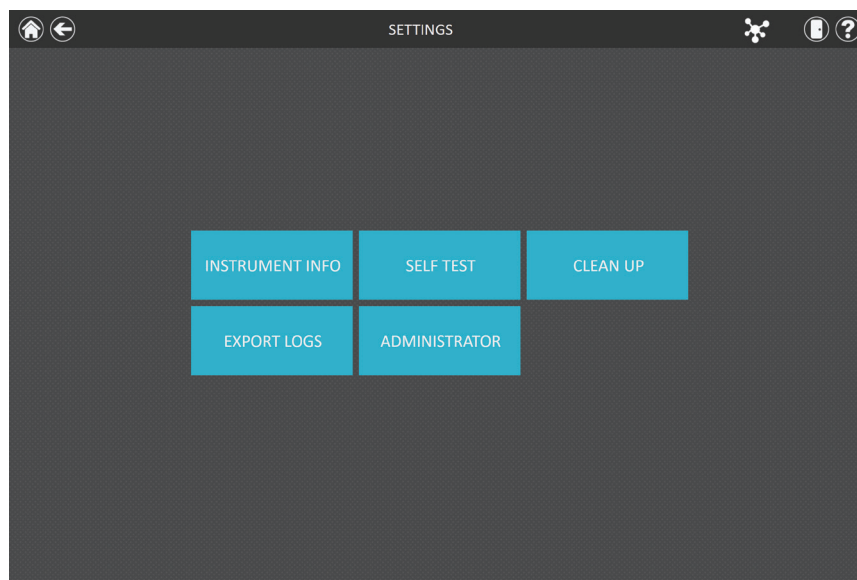 SETTINGS
INSTRUMENT INFO
SELF TEST
CLEAN UP
EXPORT LOGS
ADMINISTRATOR